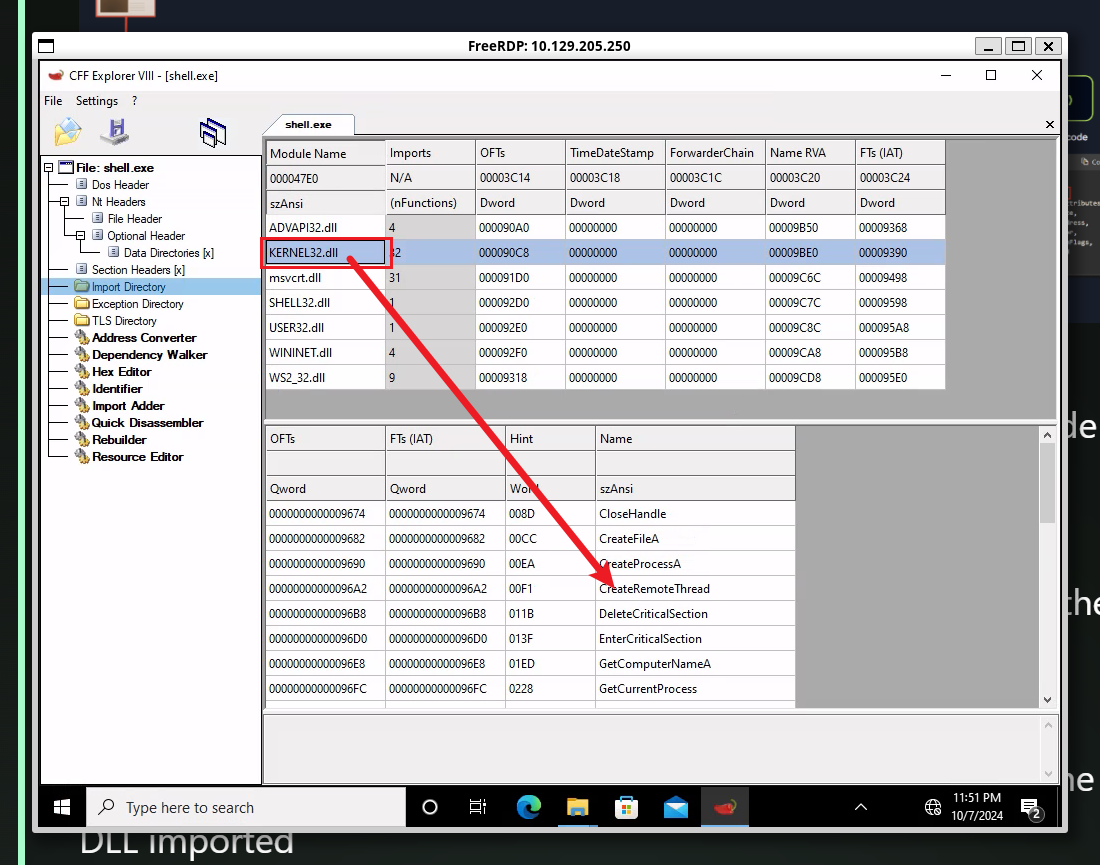 FreeRDP: 10.129.205.250
CFF Explorer VIII - [shell.exe]
File Settings ?
shell.exe
File: shell.exe
Dos Header
Nt Headers
File Header
Optional Header
Data Directories [x]
Section Headers [x]
Import Directory
Exception Directory
TLS Directory
Address Converter
Dependency Walker
Hex Editor
Identifier
Import Adder
Quick Disassembler
Rebuilder
Resource Editor
Module Name Imports OFTs TimeDateStamp ForwarderChain Name RVA FTs (IAT)
000047E0 N/A 00003C14 00003C18 00003C1C 00003C20 00003C24
szAnsi (nFunctions) Dword Dword Dword Dword Dword
ADVAPI32.dll 4 000090A0 00000000 00000000 00009B50 00009368
KERNEL32.dll 32 000090C8 00000000 00000000 00009BE0 00009390
msvcrt.dll 31 000091D0 00000000 00000000 00009C6C 00009498
SHELL32.dll 1 000092D0 00000000 00000000 00009C7C 00009598
USER32.dll 1 000092E0 00000000 00000000 00009C8C 000095A8
WININET.dll 4 000092F0 00000000 00000000 00009CA8 000095B8
WS2_32.dll 9 00009318 00000000 00000000 00009CD8 000095E0
OFTs FTs (IAT) Hint Name
Qword Qword Word szAnsi
0000000000009674 0000000000009674 008D CloseHandle
0000000000009682 0000000000009682 00CC CreateFileA
0000000000009690 0000000000009690 00EA CreateProcessA
00000000000096A2 00000000000096A2 00F1 CreateRemoteThread
00000000000096B8 00000000000096B8 011B DeleteCriticalSection
00000000000096D0 00000000000096D0 013F EnterCriticalSection
00000000000096E8 00000000000096E8 01ED GetComputerNameA
00000000000096FC 00000000000096FC 0228 GetCurrentProcess
Type here to search
11:51 PM
10/7/2024
2
DLL imported